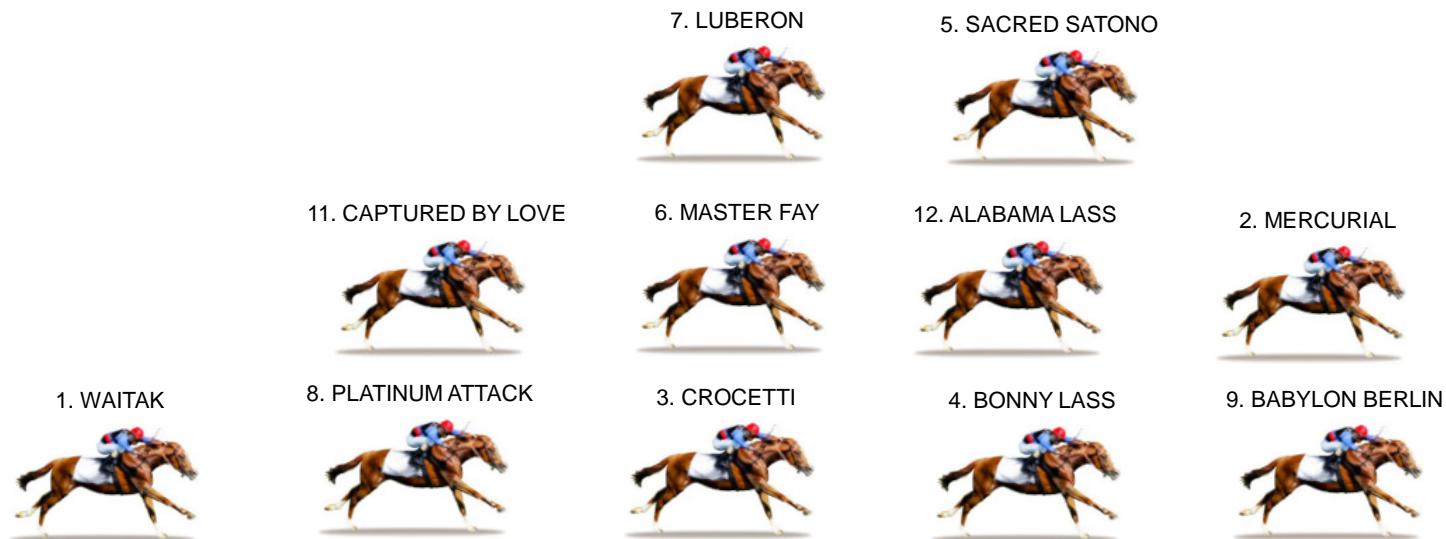 7. LUBERON
5. SACRED SATONO
11. CAPTURED BY LOVE
6. MASTER FAY
12. ALABAMA LASS
2. MERCURIAL
1. WAITAK
8. PLATINUM ATTACK
3. CROCETTI
4. BONNY LASS
9. BABYLON BERLIN